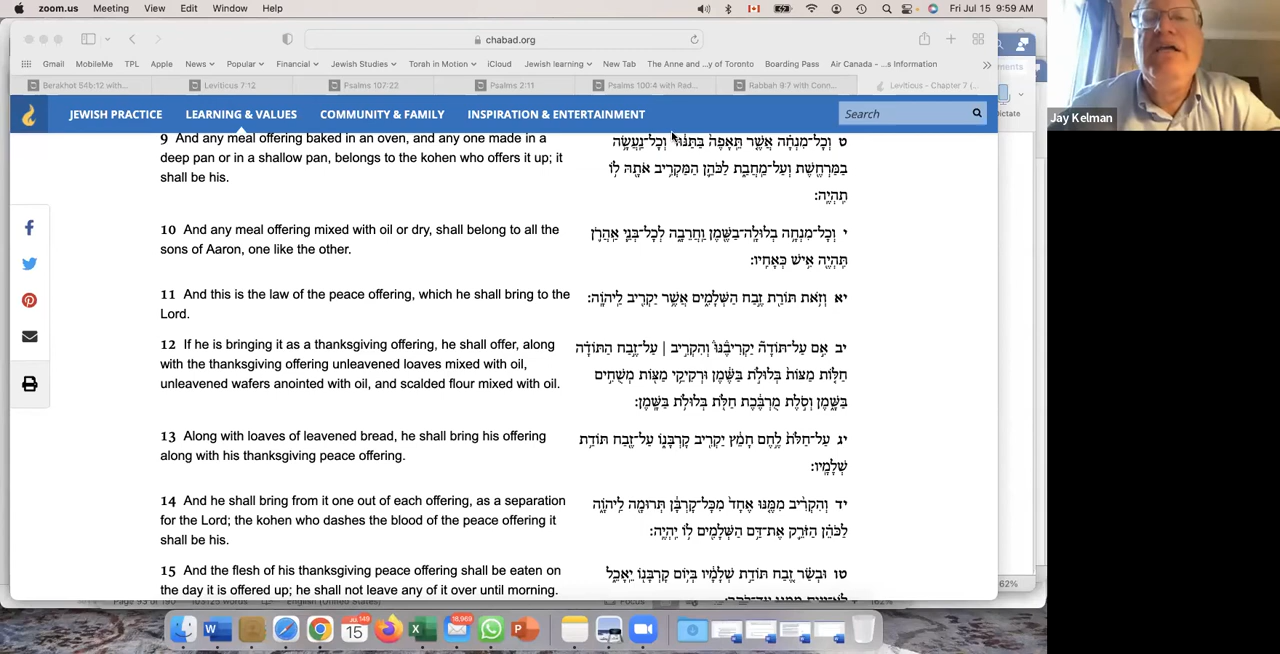 zoom.us Meeting View Edit Window Help Fri Jul 15 9:59 AM
chabad.org
Gmail MobileMe TPL Apple News Popular Financial Jewish Studies Torah in Motion iCloud Jewish learning New Tab The Anne and ...y of Toronto Boarding Pass Air Canada - ...s Information
Berakhot 54b:12 with... Leviticus 7:12 Psalms 107:22 Psalms 2:11 Psalms 100:4 with Rad... Rabbah 9:7 with Conn... Leviticus - Chapter 7 (...
JEWISH PRACTICE LEARNING & VALUES COMMUNITY & FAMILY INSPIRATION & ENTERTAINMENT Search
Jay Kelman
9 And any meal offering baked in an oven, and any one made in a
deep pan or in a shallow pan, belongs to the kohen who offers it up; it
shall be his.
ט וְכָל־מִנְחָ֗ה אֲשֶׁ֤ר תֵּֽאָפֶה֙ בַּתַּנּ֔וּר וְכָל־נַֽעֲשָׂ֥ה
בַמַּרְחֶ֖שֶׁת וְעַל־מַֽחֲבַ֑ת לַכֹּהֵ֛ן הַמַּקְרִ֥יב אֹתָ֖הּ ל֥וֹ
תִֽהְיֶֽה:
10 And any meal offering mixed with oil or dry, shall belong to all the
sons of Aaron, one like the other.
י וְכָל־מִנְחָ֥ה בְלוּלָֽה־בַשֶּׁ֖מֶן וַֽחֲרֵבָ֑ה לְכָל־בְּנֵ֧י אַֽהֲרֹ֛ן
תִּֽהְיֶ֖ה אִ֥ישׁ כְּאָחִֽיו:
11 And this is the law of the peace offering, which he shall bring to the
Lord.
יא וְזֹ֥את תּוֹרַ֖ת זֶ֣בַח הַשְּׁלָמִ֑ים אֲשֶׁ֥ר יַקְרִ֖יב לַֽיהֹוָֽה:
12 If he is bringing it as a thanksgiving offering, he shall offer, along
with the thanksgiving offering unleavened loaves mixed with oil,
unleavened wafers anointed with oil, and scalded flour mixed with oil.
יב אִ֣ם עַל־תּוֹדָה֘ יַקְרִיבֶ֒נּוּ֒ וְהִקְרִ֣יב | עַל־זֶ֣בַח הַתּוֹדָ֗ה
חַלּ֤וֹת מַצּוֹת֙ בְּלוּלֹ֣ת בַּשֶּׁ֔מֶן וּרְקִיקֵ֥י מַצּ֖וֹת מְשֻׁחִ֣ים
בַּשָּׁ֑מֶן וְסֹ֣לֶת מֻרְבֶּ֔כֶת חַלֹּ֖ת בְּלוּלֹ֥ת בַּשָּֽׁמֶן:
13 Along with loaves of leavened bread, he shall bring his offering
along with his thanksgiving peace offering.
יג עַל־חַלֹּת֙ לֶ֣חֶם חָמֵ֔ץ יַקְרִ֖יב קָרְבָּנ֑וֹ עַל־זֶ֖בַח תּוֹדַ֥ת
שְׁלָמָֽיו:
14 And he shall bring from it one out of each offering, as a separation
for the Lord; the kohen who dashes the blood of the peace offering it
shall be his.
יד וְהִקְרִ֨יב מִמֶּ֤נּוּ אֶחָד֙ מִכָּל־קָרְבָּ֔ן תְּרוּמָ֖ה לַֽיהֹוָ֑ה
לַכֹּהֵ֗ן הַזֹּרֵ֛ק אֶת־דַּ֥ם הַשְּׁלָמִ֖ים ל֥וֹ יִֽהְיֶֽה:
15 And the flesh of his thanksgiving peace offering shall be eaten on
the day it is offered up; he shall not leave any of it over until morning.
טו וּבְשַׂ֗ר זֶ֚בַח תּוֹדַ֣ת שְׁלָמָ֔יו בְּי֥וֹם קָרְבָּנ֖וֹ יֵֽאָכֵ֑ל
English (United States) Focus
JUL 149 15 16,969